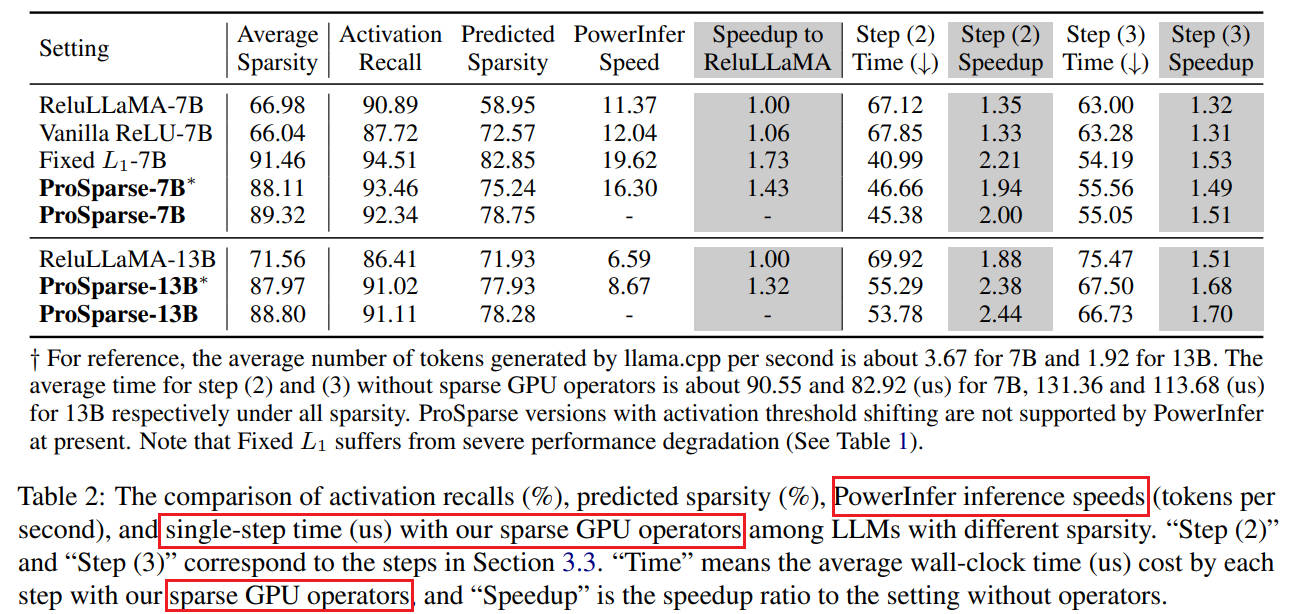 Setting Average Sparsity Activation Recall Predicted Sparsity PowerInfer Speed Speedup to ReluLLaMA Step (2) Time (↓) Step (2) Speedup Step (3) Time (↓) Step (3) Speedup
ReluLLaMA-7B 66.98 90.89 58.95 11.37 1.00 67.12 1.35 63.00 1.32
Vanilla ReLU-7B 66.04 87.72 72.57 12.04 1.06 67.85 1.33 63.28 1.31
Fixed L₁-7B 91.46 94.51 82.85 19.62 1.73 40.99 2.21 54.19 1.53
ProSparse-7B* 88.11 93.46 75.24 16.30 1.43 46.66 1.94 55.56 1.49
ProSparse-7B 89.32 92.34 78.75 - - 45.38 2.00 55.05 1.51
ReluLLaMA-13B 71.56 86.41 71.93 6.59 1.00 69.92 1.88 75.47 1.51
ProSparse-13B* 87.97 91.02 77.93 8.67 1.32 55.29 2.38 67.50 1.68
ProSparse-13B 88.80 91.11 78.28 - - 53.78 2.44 66.73 1.70
† For reference, the average number of tokens generated by llama.cpp per second is about 3.67 for 7B and 1.92 for 13B. The
average time for step (2) and (3) without sparse GPU operators is about 90.55 and 82.92 (us) for 7B, 131.36 and 113.68 (us)
for 13B respectively under all sparsity. ProSparse versions with activation threshold shifting are not supported by PowerInfer
at present. Note that Fixed L₁ suffers from severe performance degradation (See Table 1).
Table 2: The comparison of activation recalls (%), predicted sparsity (%), PowerInfer inference speeds (tokens per
second), and single-step time (us) with our sparse GPU operators among LLMs with different sparsity. “Step (2)”
and “Step (3)” correspond to the steps in Section 3.3. “Time” means the average wall-clock time (us) cost by each
step with our sparse GPU operators, and “Speedup” is the speedup ratio to the setting without operators.